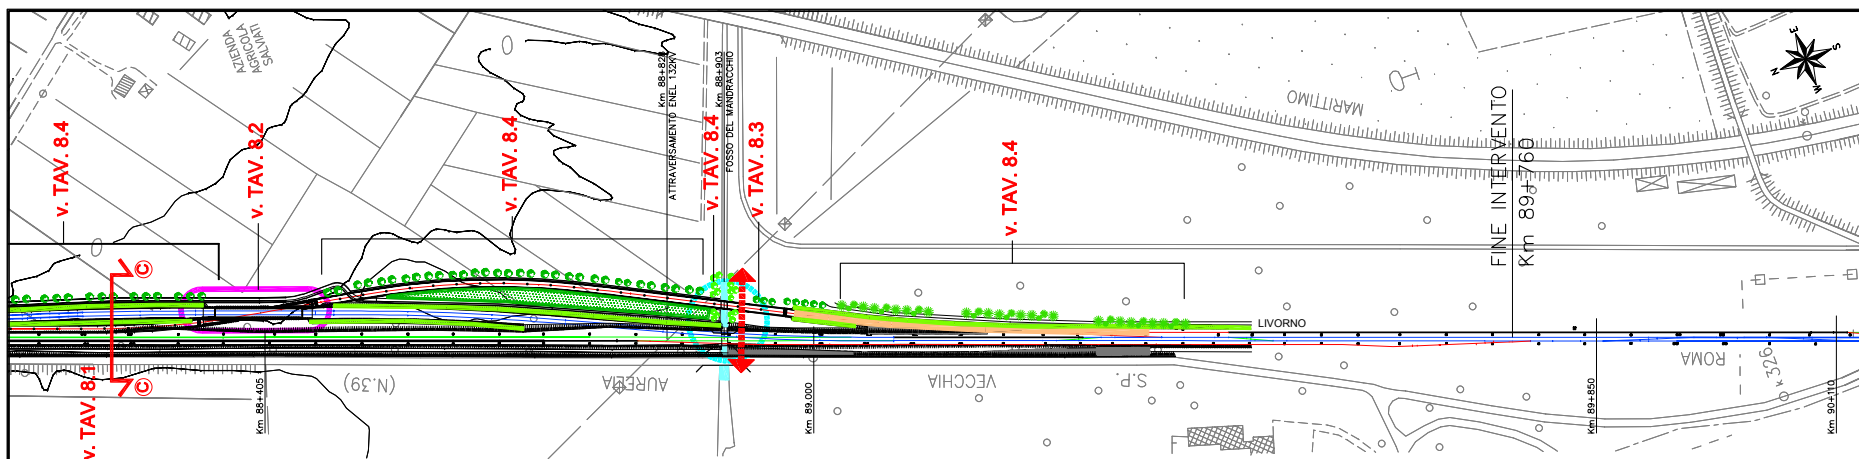 AZIENDA
AGRICOLA
SALVIATI
v. TAV. 8.4
v. TAV. 8.2
v. TAV. 8.4
Km 88+828
ATTRAVERSAMENTO ENEL 132KV
v. TAV. 8.4
Km 88+903
FOSSO DEL MANDRACCHIO
v. TAV. 8.3
v. TAV. 8.4
MARITTIMO
FINE INTERVENTO
Km 89+760
N
E
S
W
C
C
v. TAV. 8.1
Km 88+405
(N.39)
AURELIA
Km 89.000
VECCHIA
S.P.
LIVORNO
Km 89+850
ROMA
k 326
Km 90+110